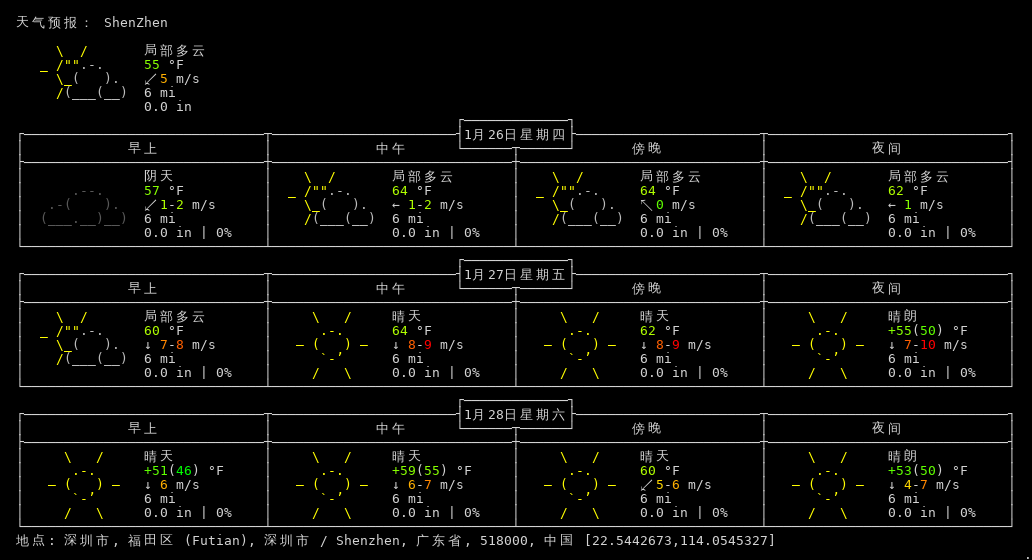 天气预报： ShenZhen
局部多云
55 °F
↙ 5 m/s
6 mi
0.0 in
1月26日星期四
早上 中午 傍晚 夜间
阴天 局部多云 局部多云 局部多云
57 °F 64 °F 64 °F 62 °F
↙ 1-2 m/s ← 1-2 m/s ↖ 0 m/s ← 1 m/s
6 mi 6 mi 6 mi 6 mi
0.0 in | 0% 0.0 in | 0% 0.0 in | 0% 0.0 in | 0%
1月27日星期五
早上 中午 傍晚 夜间
局部多云 晴天 晴天 晴朗
60 °F 64 °F 62 °F +55(50) °F
↓ 7-8 m/s ↓ 8-9 m/s ↓ 8-9 m/s ↓ 7-10 m/s
6 mi 6 mi 6 mi 6 mi
0.0 in | 0% 0.0 in | 0% 0.0 in | 0% 0.0 in | 0%
1月28日星期六
早上 中午 傍晚 夜间
晴天 晴天 晴天 晴朗
+51(46) °F +59(55) °F 60 °F +53(50) °F
↓ 6 m/s ↓ 6-7 m/s ↙ 5-6 m/s ↓ 4-7 m/s
6 mi 6 mi 6 mi 6 mi
0.0 in | 0% 0.0 in | 0% 0.0 in | 0% 0.0 in | 0%
地点: 深圳市, 福田区 (Futian), 深圳市 / Shenzhen, 广东省, 518000, 中国 [22.5442673,114.0545327]